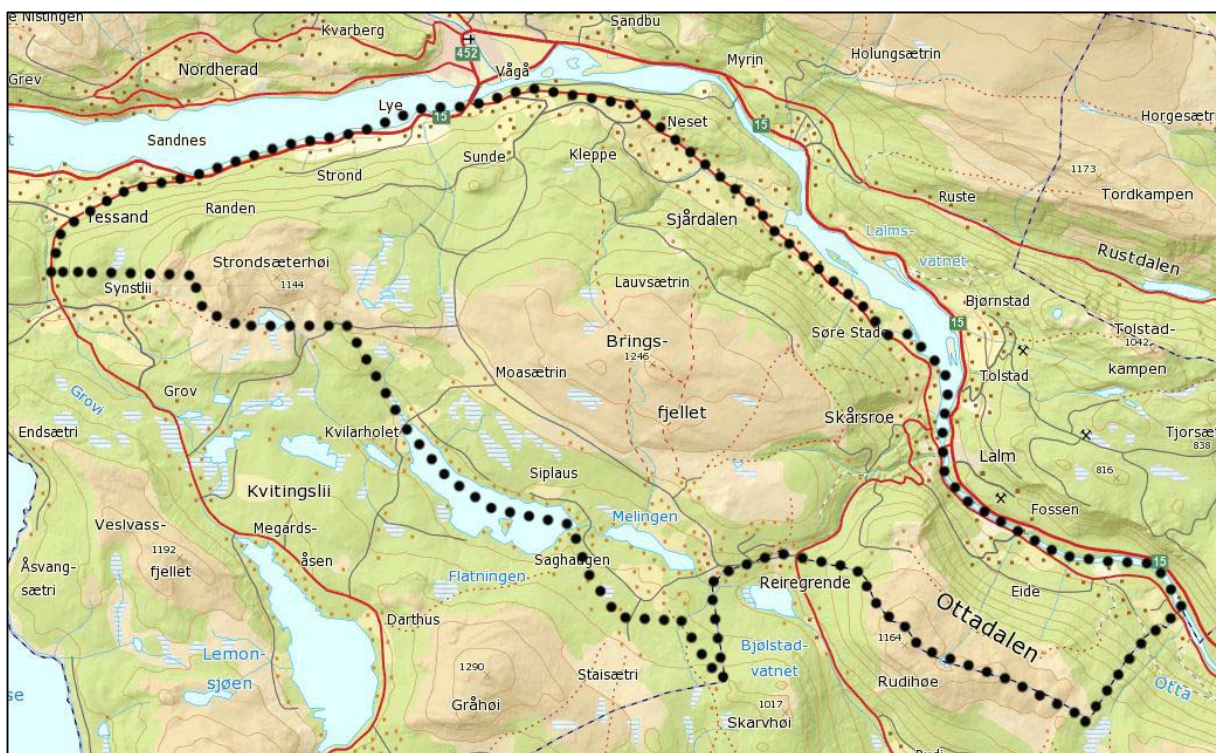 Nistingen
Kvarberg
Sandbu
452
Grev
Nordherad
Vågå
Myrin
Holungsætrin
Lye
15
Horgesætri
Sandnes
Neset
15
Sunde
Kleppe
Strond
1173
Tordkampen
Tessand
Randen
Sjårdalen
Ruste
Lalms-
vatnet
Rustdalen
Strondsæterhøi
Synstlii
1144
Lauvsætrin
Bjørnstad
Brings-
1246
Søre Stade
15
Tolstad-
1042
kampen
Moasætrin
Tolstad
Grov
Grovi
fjellet
Skårsroe
Endsætri
Kvilarholet
Tjorsæt
838
Siplaus
Lalm
816
Kvitingslii
Veslvass-
Megards-
Melingen
Fossen
1192
fjellet
åsen
Åsvang-
sætri
Saghaugen
15
Flatningen
Reiregrende
Eide
Darthus
Ottadalen
1164
Lemon-
sjøen
Bjølstad-
vatnet
1290
Staisætri
Rudihøe
Otta
Gråhøi
1017
Skarvhøi